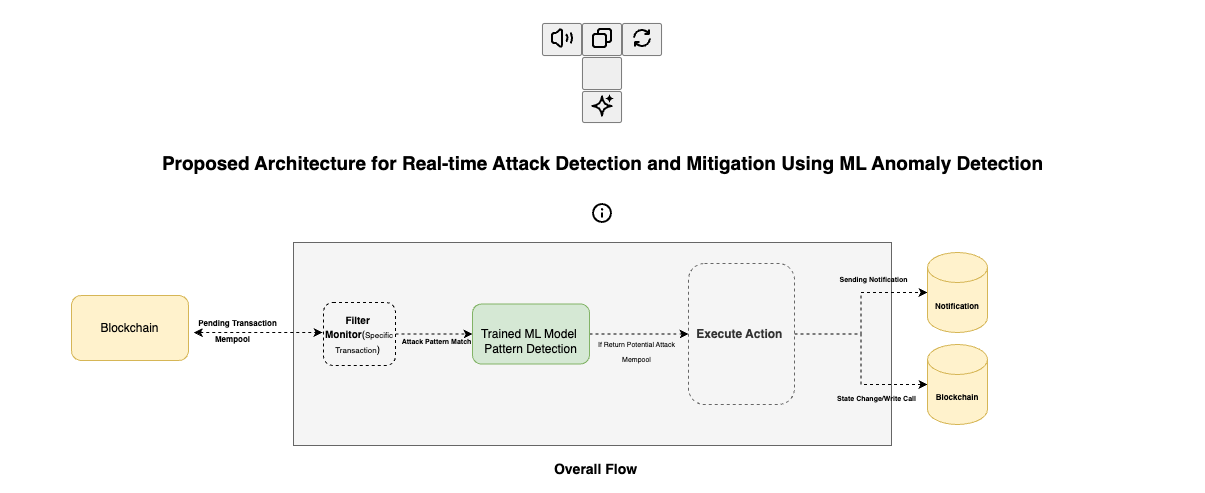 Proposed Architecture for Real-time Attack Detection and Mitigation Using ML Anomaly Detection
Blockchain
Pending Transaction
Mempool
Filter
Monitor(Specific
Transaction)
Attack Pattern Match
Trained ML Model
Pattern Detection
If Return Potential Attack
Mempool
Execute Action
Sending Notification
Notification
State Change/Write Call
Blockchain
Overall Flow